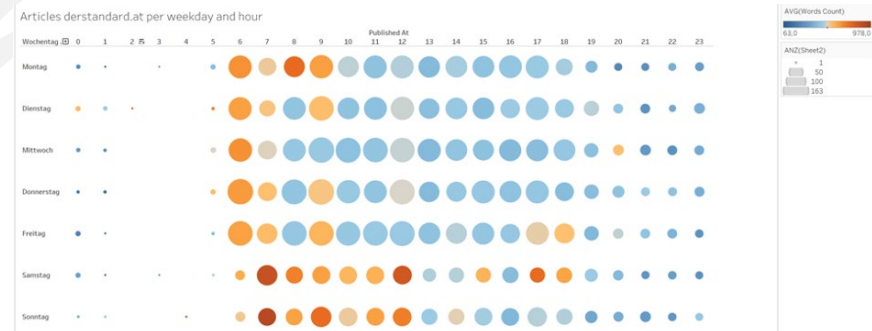 Articles derstandard.at per weekday and hour
Published At
Wochentag 0 1 2 3 4 5 6 7 8 9 10 11 12 13 14 15 16 17 18 19 20 21 22 23
Montag
Dienstag
Mittwoch
Donnerstag
Freitag
Samstag
Sonntag
AVG(Words Count)
63,0 978,0
ANZ(Sheet2)
1
50
100
163